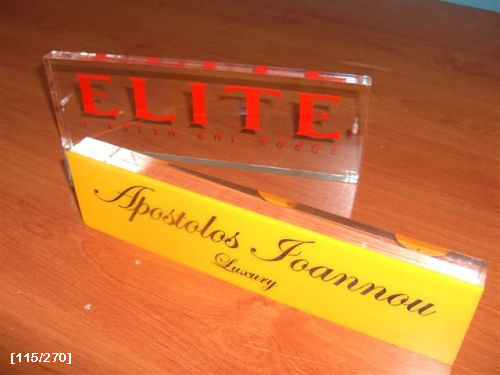 ELITE
Apostolos Ioannou
Luxury
[115/270]